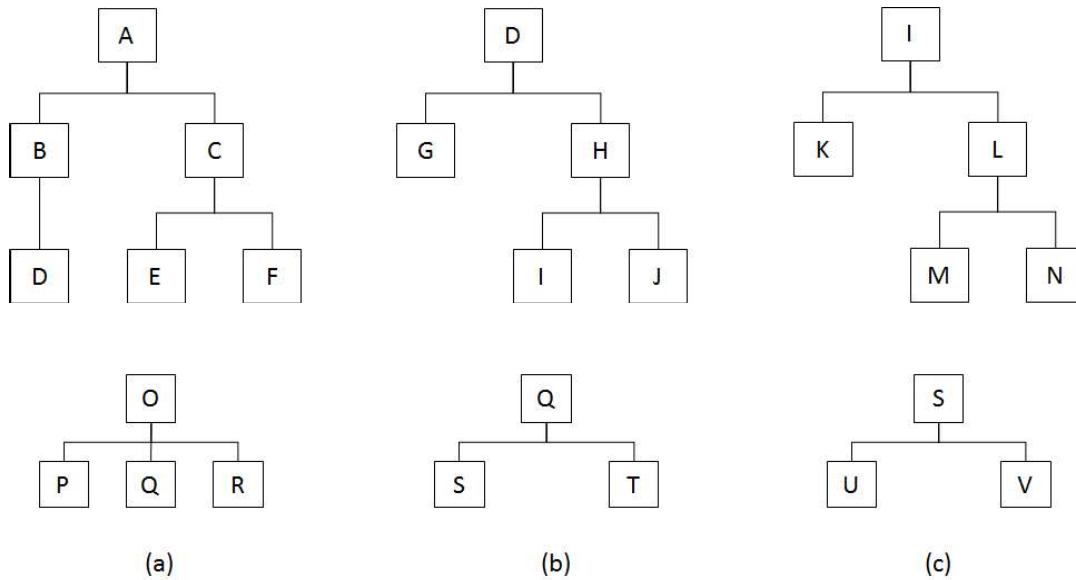 A D I
B C G H K L
D E F I J M N
O Q S
P Q R S T U V
(a) (b) (c)